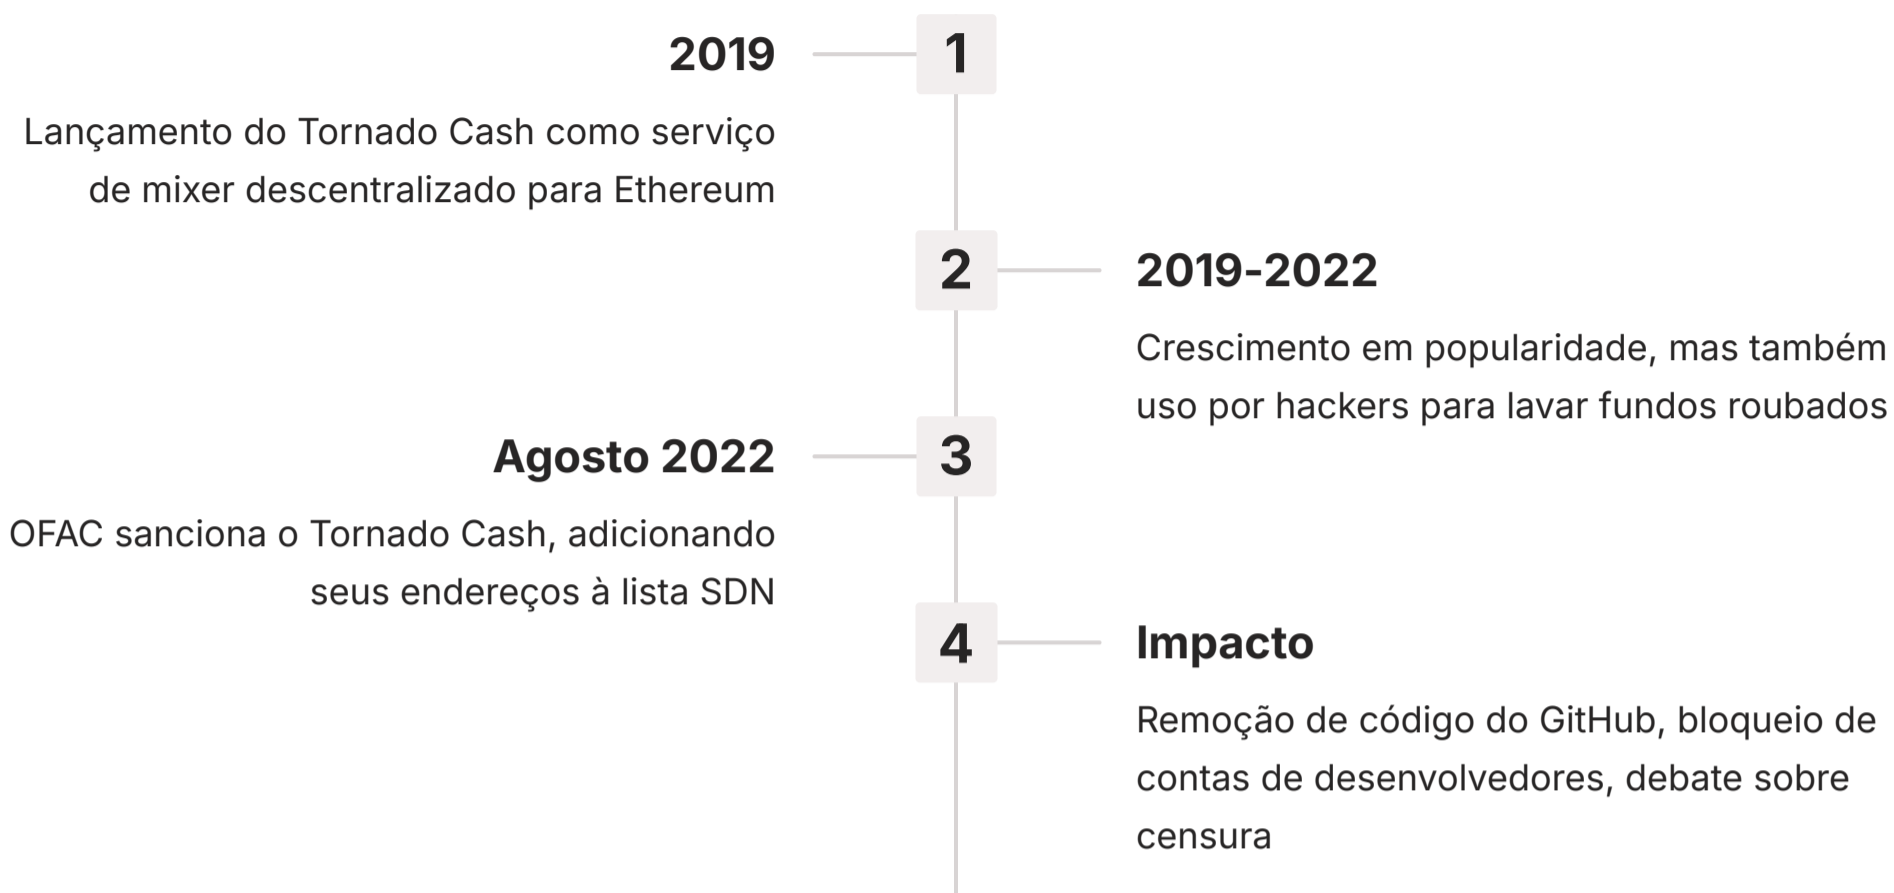 1
2019
Lançamento do Tornado Cash como serviço
de mixer descentralizado para Ethereum
2
2019-2022
Crescimento em popularidade, mas também
uso por hackers para lavar fundos roubados
3
Agosto 2022
OFAC sanciona o Tornado Cash, adicionando
seus endereços à lista SDN
4
Impacto
Remoção de código do GitHub, bloqueio de
contas de desenvolvedores, debate sobre
censura